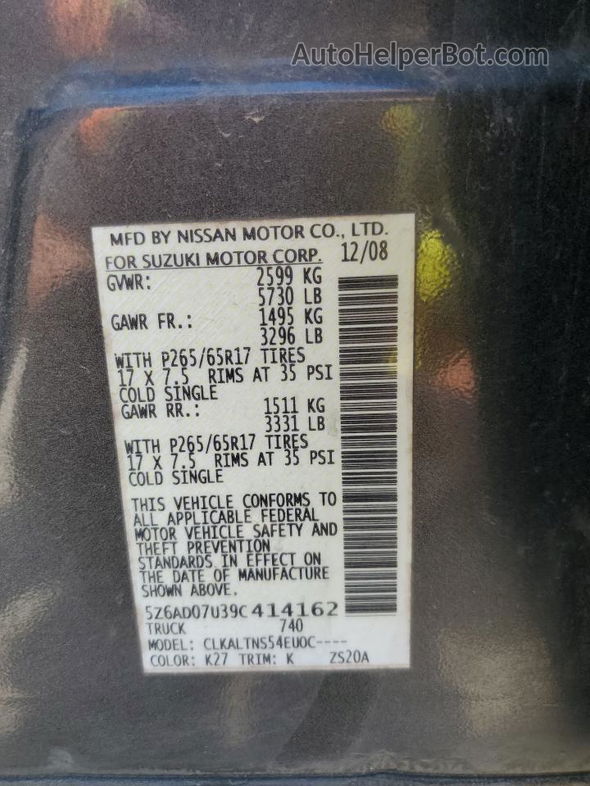 AutoHelperBot.com
MFD BY NISSAN MOTOR CO., LTD.
FOR SUZUKI MOTOR CORP. 12/08
GVWR: 2599 KG
5730 LB
GAWR FR.: 1495 KG
3296 LB
WITH P265/65R17 TIRES
17 X 7.5 RIMS AT 35 PSI
COLD SINGLE
GAWR RR.: 1511 KG
3331 LB
WITH P265/65R17 TIRES
17 X 7.5 RIMS AT 35 PSI
COLD SINGLE
THIS VEHICLE CONFORMS TO
ALL APPLICABLE FEDERAL
MOTOR VEHICLE SAFETY AND
THEFT PREVENTION
STANDARDS IN EFFECT ON
THE DATE OF MANUFACTURE
SHOWN ABOVE.
5Z6AD07U39C414162
TRUCK 740
MODEL: CLKALTNS54EUOC----
COLOR: K27 TRIM: K ZS20A